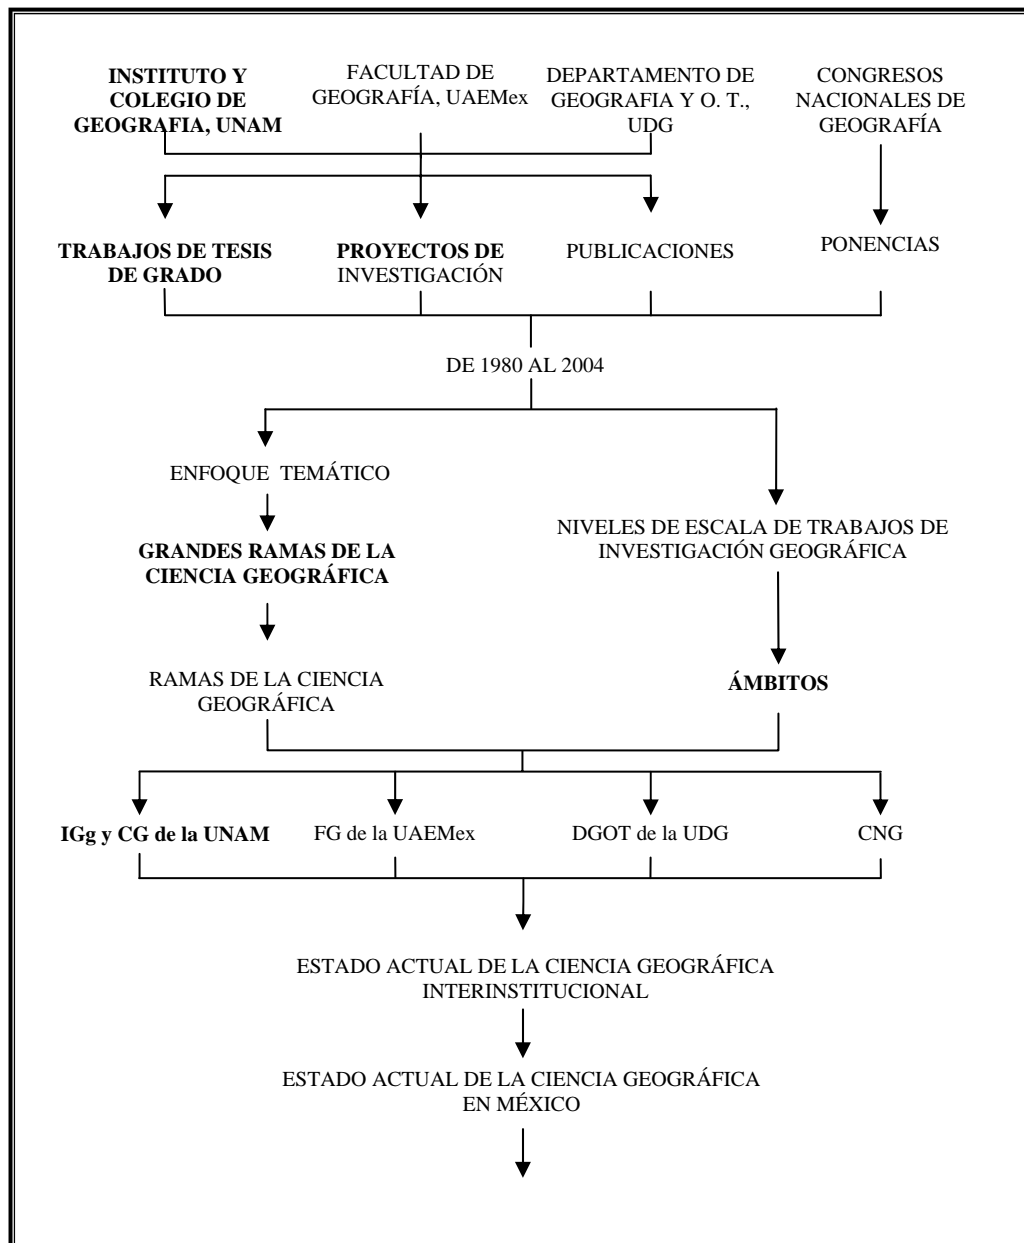 INSTITUTO Y
COLEGIO DE
GEOGRAFIA, UNAM
FACULTAD DE
GEOGRAFÍA, UAEMex
DEPARTAMENTO DE
GEOGRAFIA Y O. T.,
UDG
CONGRESOS
NACIONALES DE
GEOGRAFÍA
TRABAJOS DE TESIS
DE GRADO
PROYECTOS DE
INVESTIGACIÓN
PUBLICACIONES
PONENCIAS
DE 1980 AL 2004
ENFOQUE TEMÁTICO
NIVELES DE ESCALA DE TRABAJOS DE
INVESTIGACIÓN GEOGRÁFICA
GRANDES RAMAS DE LA
CIENCIA GEOGRÁFICA
RAMAS DE LA CIENCIA
GEOGRÁFICA
ÁMBITOS
IGg y CG de la UNAM
FG de la UAEMex
DGOT de la UDG
CNG
ESTADO ACTUAL DE LA CIENCIA GEOGRÁFICA
INTERINSTITUCIONAL
ESTADO ACTUAL DE LA CIENCIA GEOGRÁFICA
EN MÉXICO